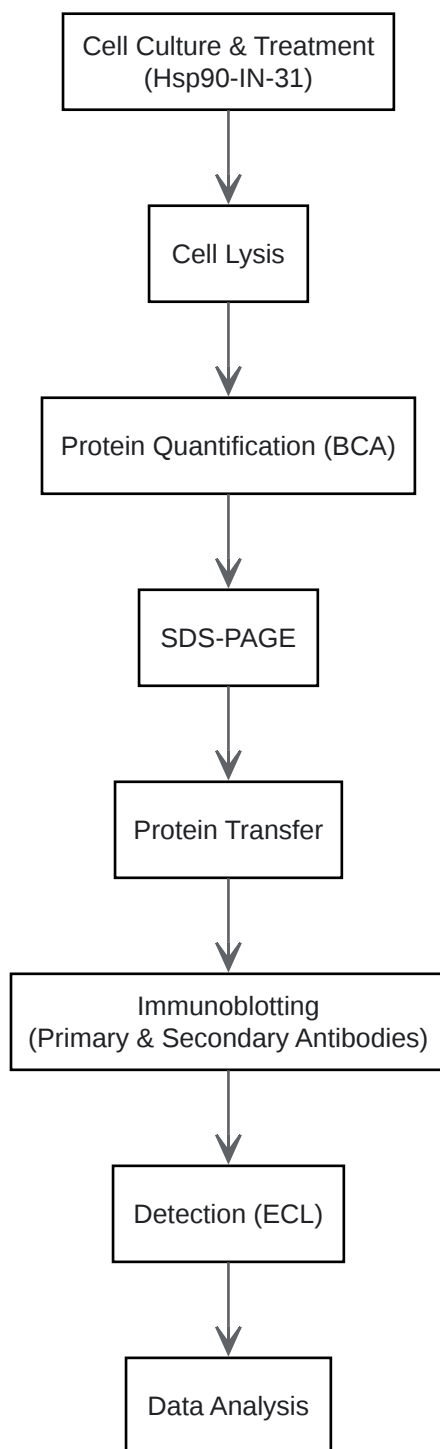 Cell Culture & Treatment
(Hsp90-IN-31)
Cell Lysis
Protein Quantification (BCA)
SDS-PAGE
Protein Transfer
Immunoblotting
(Primary & Secondary Antibodies)
Detection (ECL)
Data Analysis